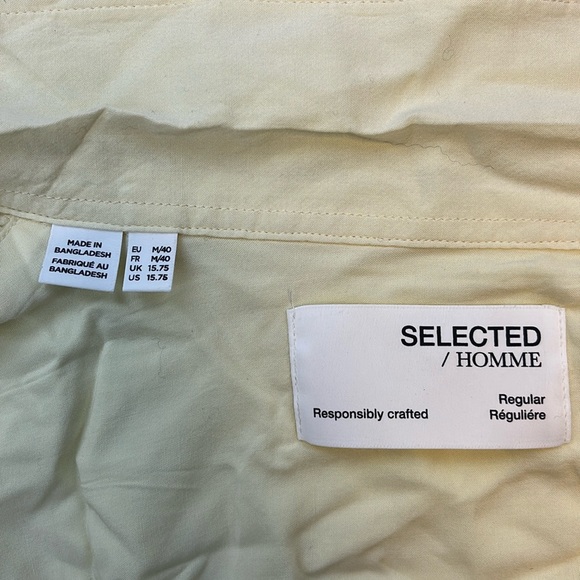 MADE IN
BANGLADESH
FABRIQUÉ AU
BANGLADESH
EU M/40
FR M/40
UK 15.75
US 15.75
SELECTED
/ HOMME
Regular
Responsibly crafted Réguliére